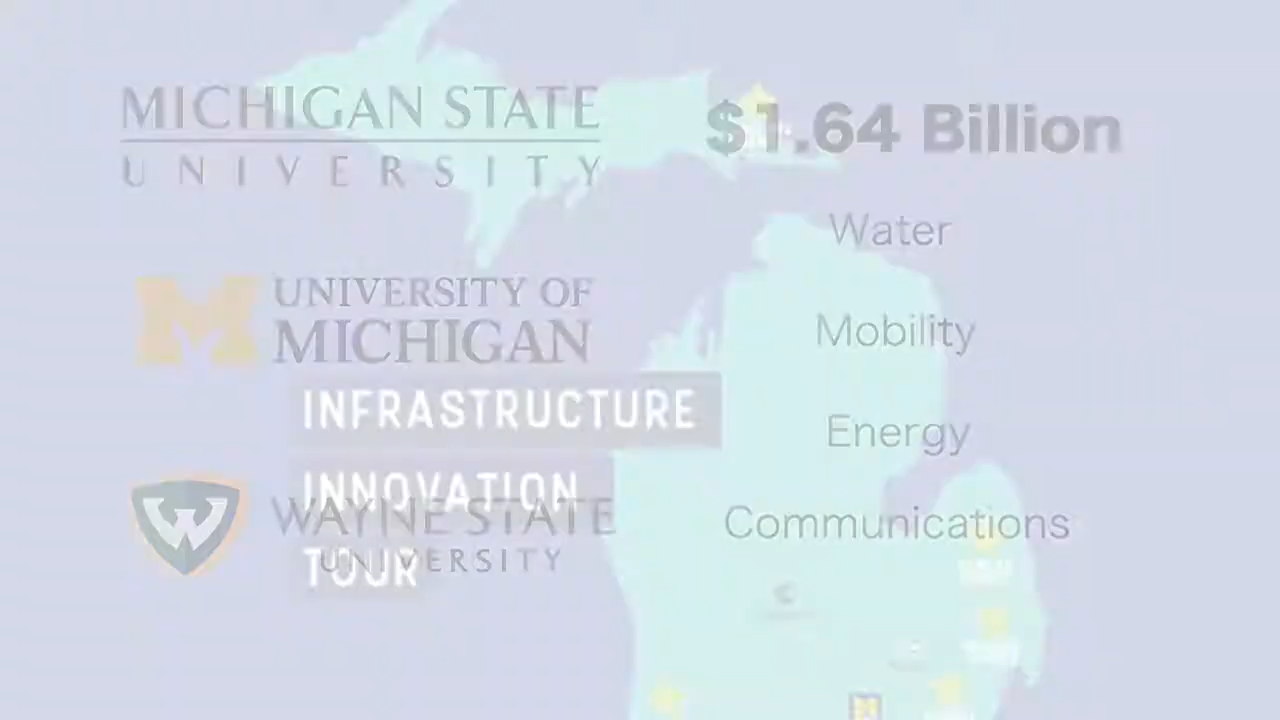 MICHIGAN STATE
UNIVERSITY
$1.64 Billion
Water
UNIVERSITY OF
MICHIGAN
Mobility
INFRASTRUCTURE
Energy
INNOVATION
WAYNE STATE
UNIVERSITY
Communications
TOUR